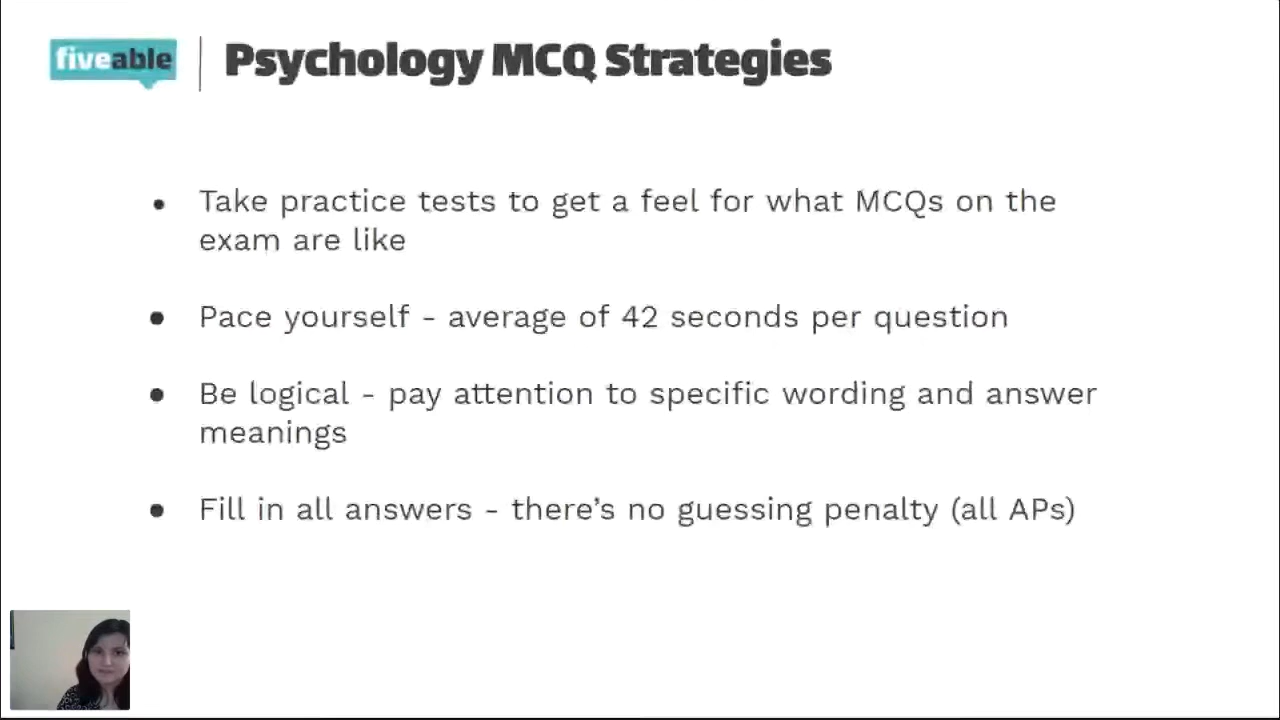 fiveable
Psychology MCQ Strategies
Take practice tests to get a feel for what MCQs on the
exam are like
Pace yourself - average of 42 seconds per question
Be logical - pay attention to specific wording and answer
meanings
Fill in all answers - there's no guessing penalty (all APs)